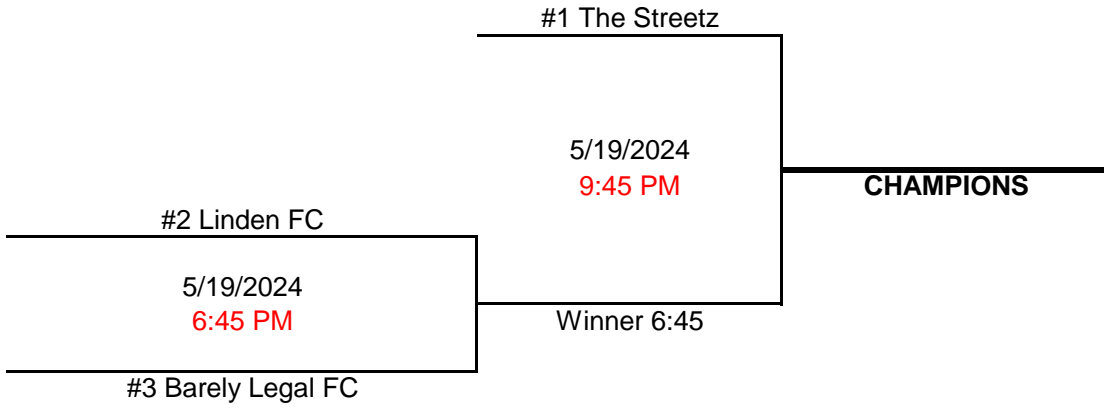 #1 The Streetz
5/19/2024
9:45 PM
CHAMPIONS
#2 Linden FC
5/19/2024
6:45 PM
Winner 6:45
#3 Barely Legal FC